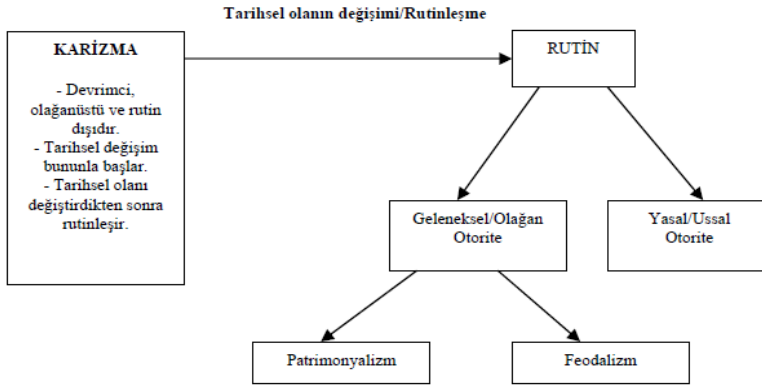 Tarihsel olanın değişimi/Rutinleşme
KARİZMA
- Devrimci,
olağanüstü ve rutin
dışıdır.
- Tarihsel değişim
bununla başlar.
- Tarihsel olanı
değiştirdikten sonra
rutinleşir.
RUTİN
Geleneksel/Olağan
Otorite
Yasal/Ussal
Otorite
Patrimonyalizm
Feodalizm